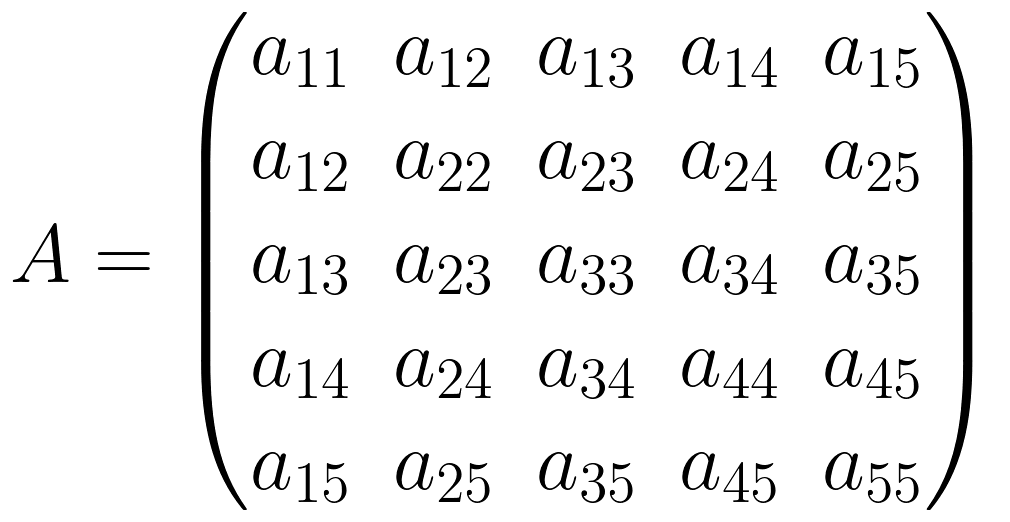 a₁₁ a₁₂ a₁₃ a₁₄ a₁₅
a₁₂ a₂₂ a₂₃ a₂₄ a₂₅
A = a₁₃ a₂₃ a₃₃ a₃₄ a₃₅
a₁₄ a₂₄ a₃₄ a₄₄ a₄₅
a₁₅ a₂₅ a₃₅ a₄₅ a₅₅